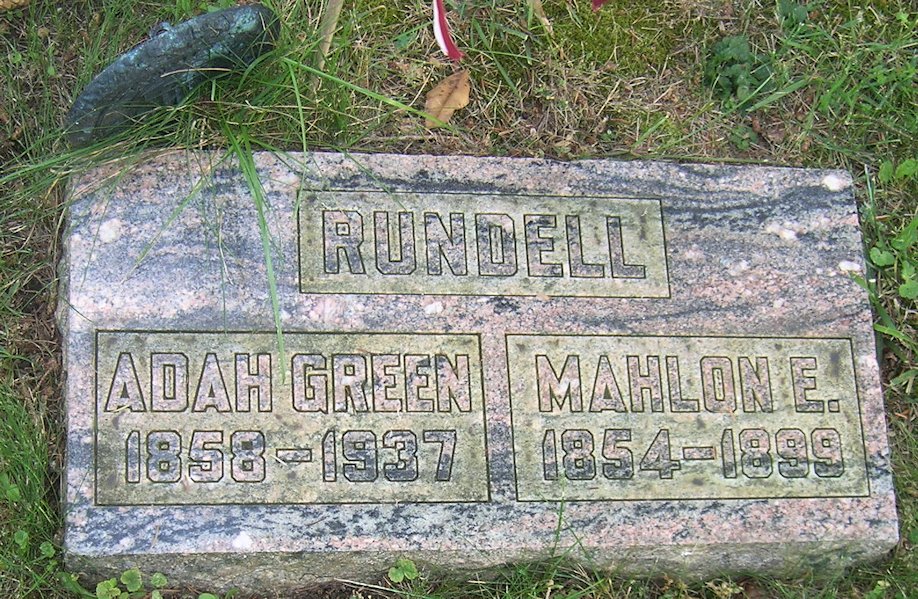 RUNDELL
ADAH GREEN
1858-1937
MAHLON E.
1854-1899